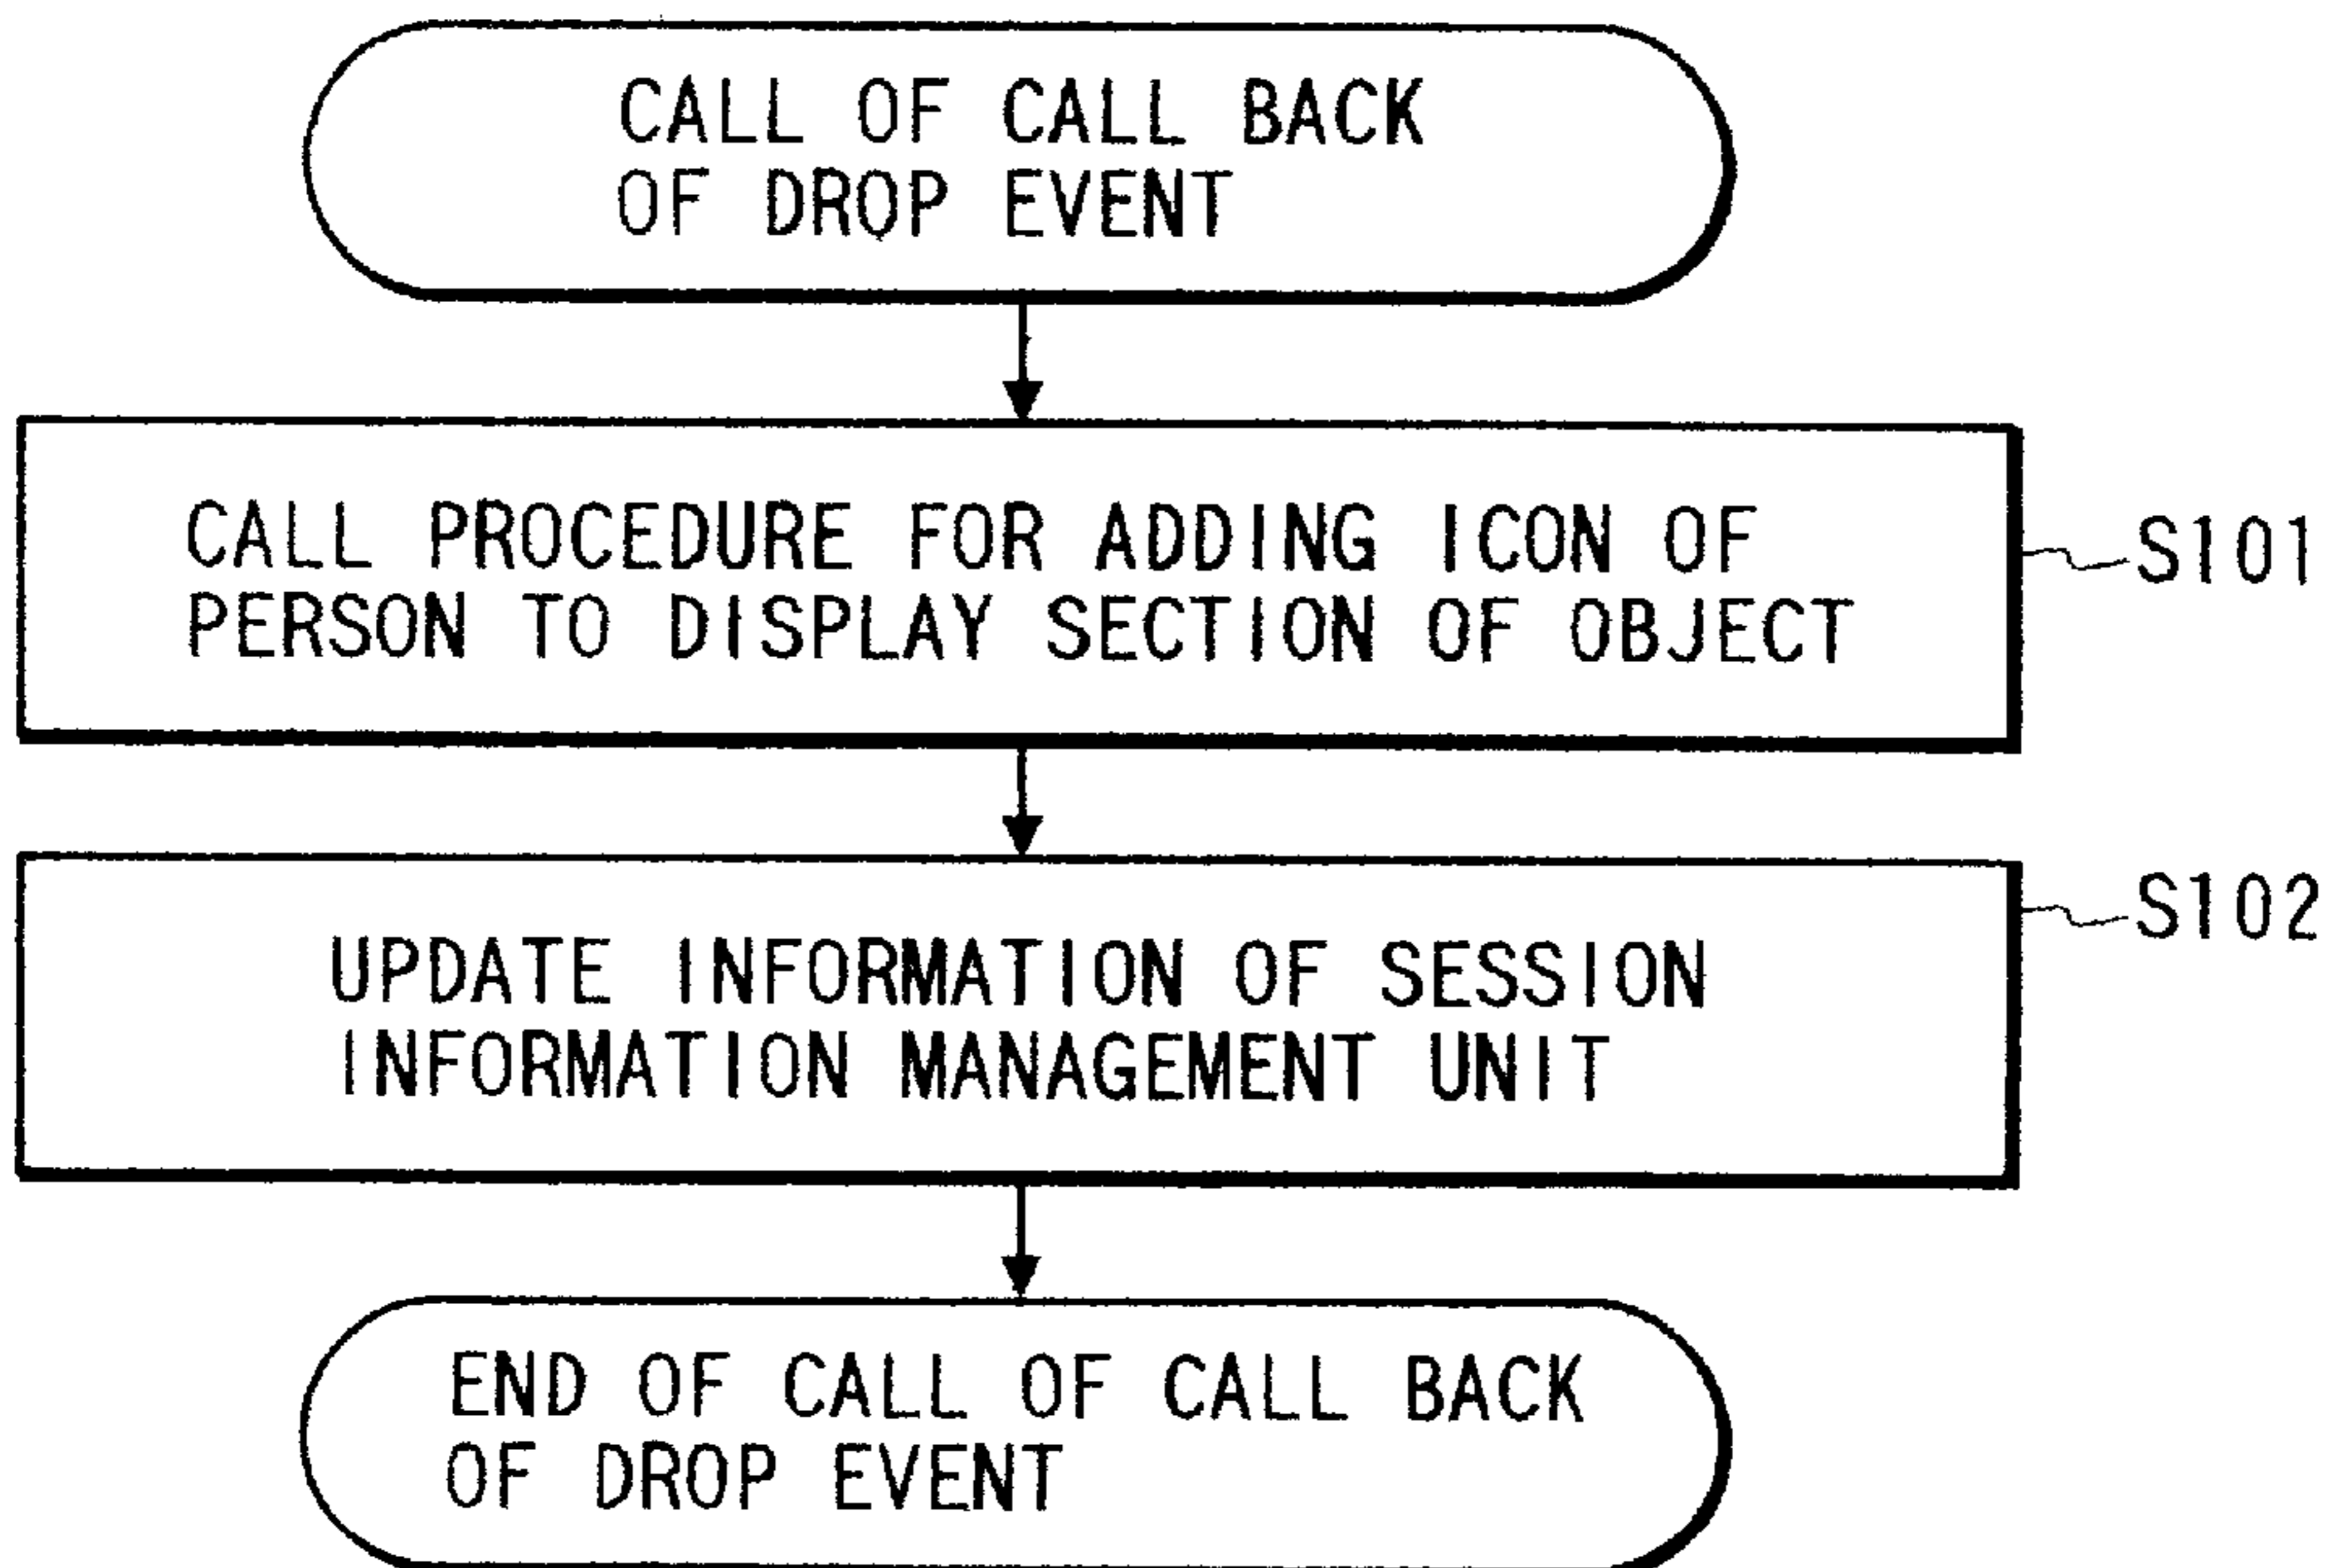 CALL OF CALL BACK
OF DROP EVENT
CALL PROCEDURE FOR ADDING ICON OF
PERSON TO DISPLAY SECTION OF OBJECT
S101
UPDATE INFORMATION OF SESSION
INFORMATION MANAGEMENT UNIT
S102
END OF CALL OF CALL BACK
OF DROP EVENT